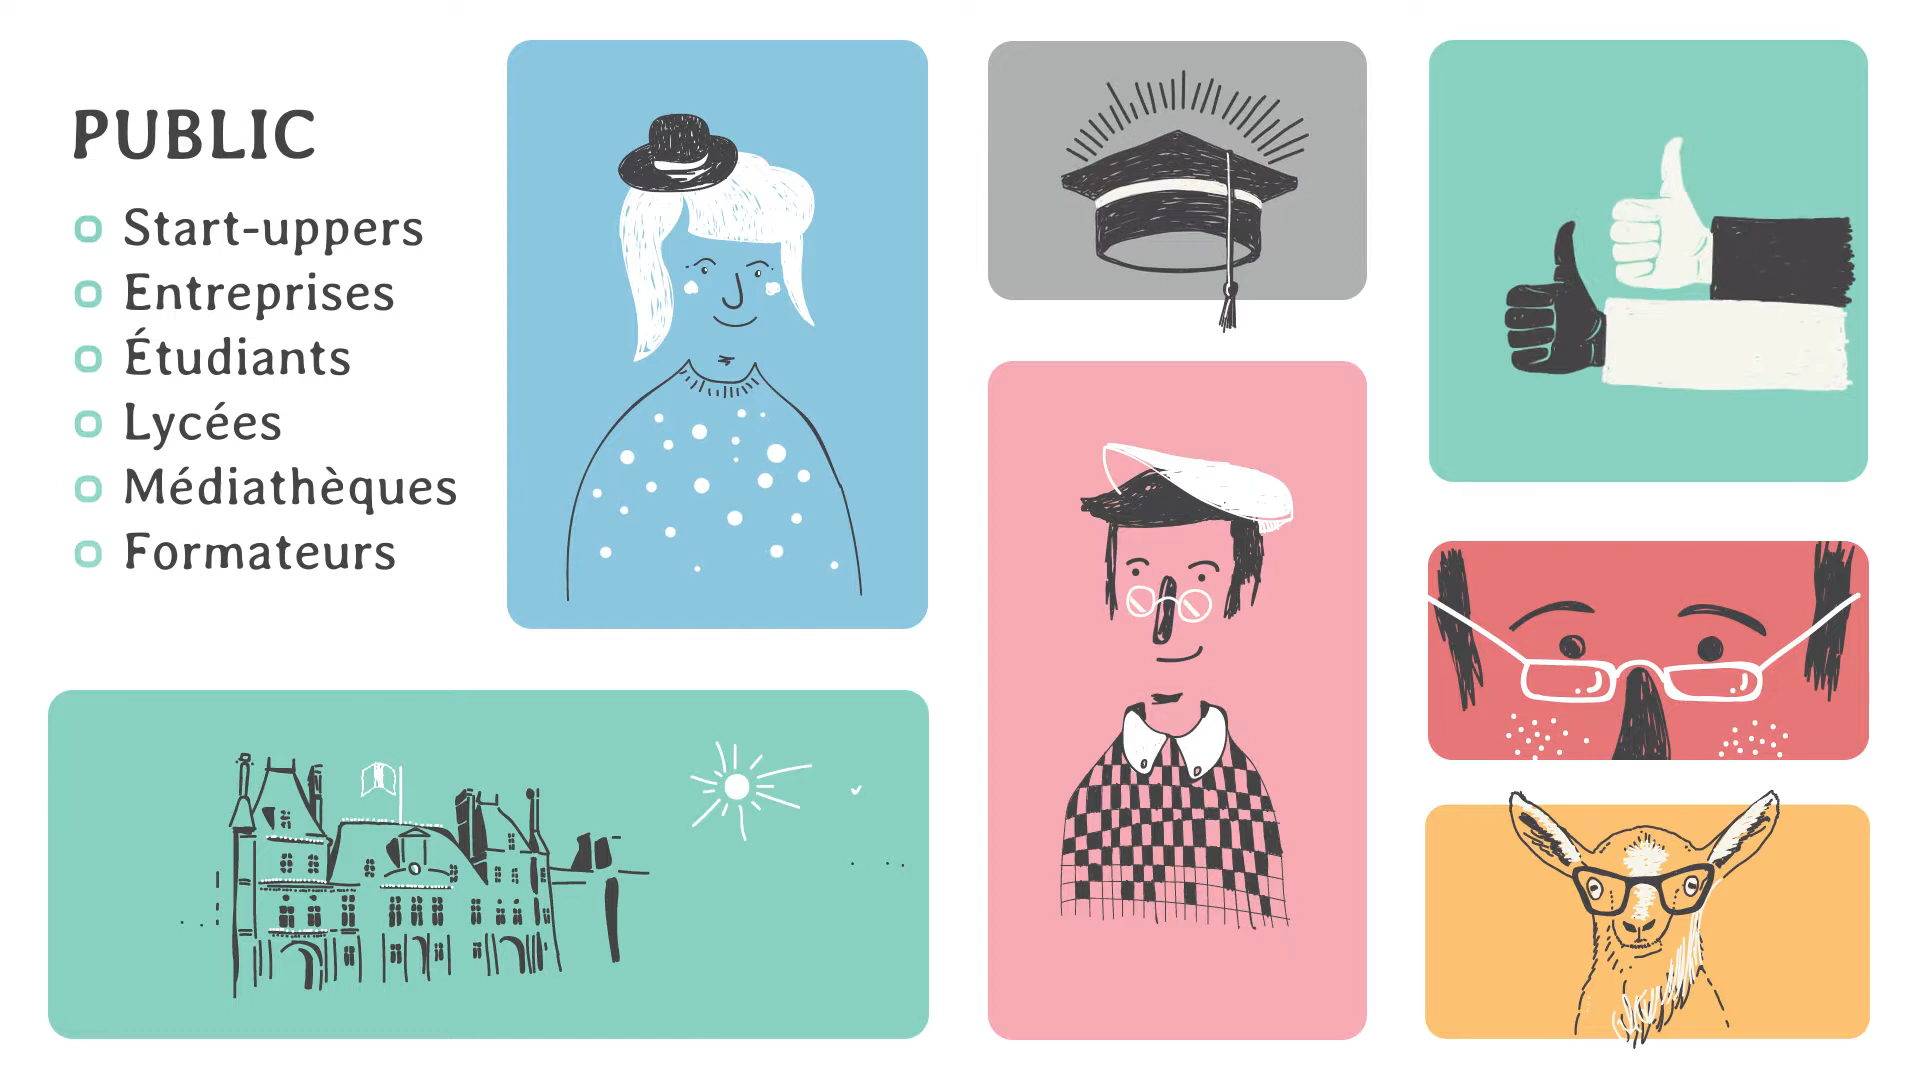 PUBLIC
Start-uppers
Entreprises
Étudiants
Lycées
Médiathèques
Formateurs